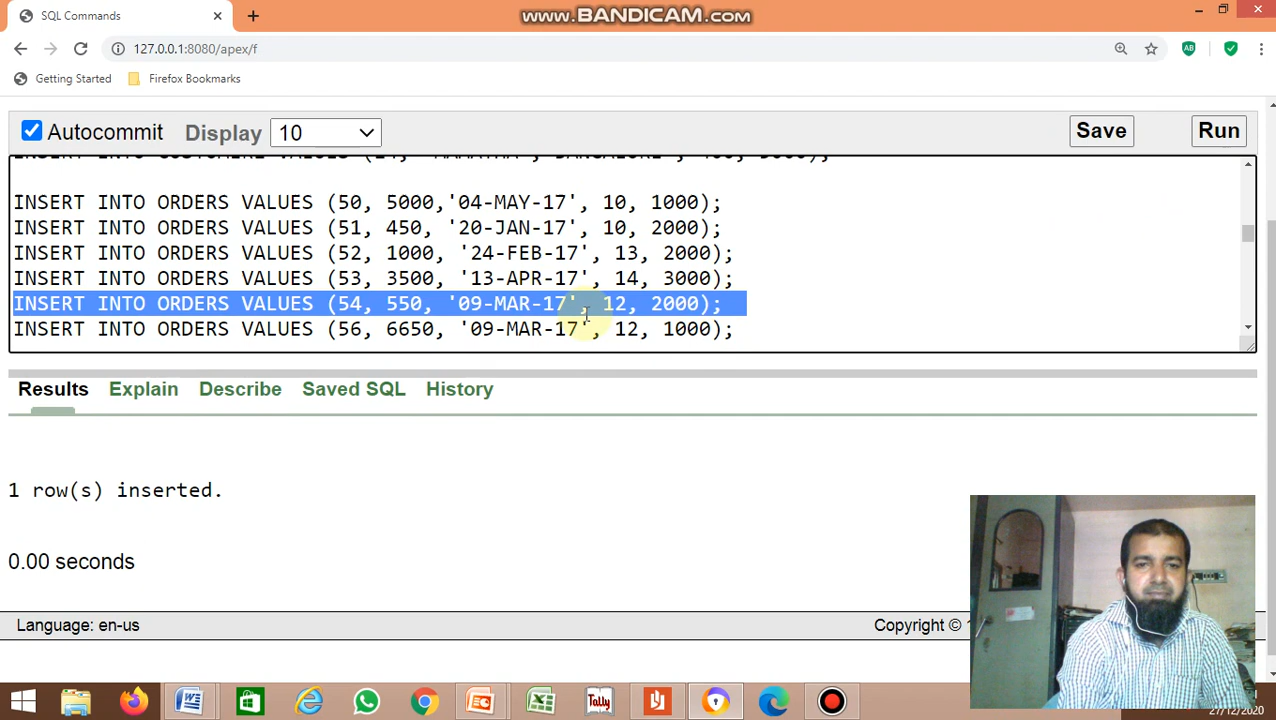 SQL Commands
www.BANDICAM.com
127.0.0.1:8080/apex/f
AB
Getting Started
Firefox Bookmarks
Autocommit
Display
10
Save
Run
INSERT INTO ORDERS VALUES (50, 5000,'04-MAY-17', 10, 1000);
INSERT INTO ORDERS VALUES (51, 450, '20-JAN-17', 10, 2000);
INSERT INTO ORDERS VALUES (52, 1000, '24-FEB-17', 13, 2000);
INSERT INTO ORDERS VALUES (53, 3500, '13-APR-17', 14, 3000);
INSERT INTO ORDERS VALUES (54, 550, '09-MAR-17', 12, 2000);
INSERT INTO ORDERS VALUES (56, 6650, '09-MAR-17', 12, 1000);
Results Explain Describe Saved SQL History
1 row(s) inserted.
0.00 seconds
Language: en-us
Copyright ©
Tally
27/12/2020